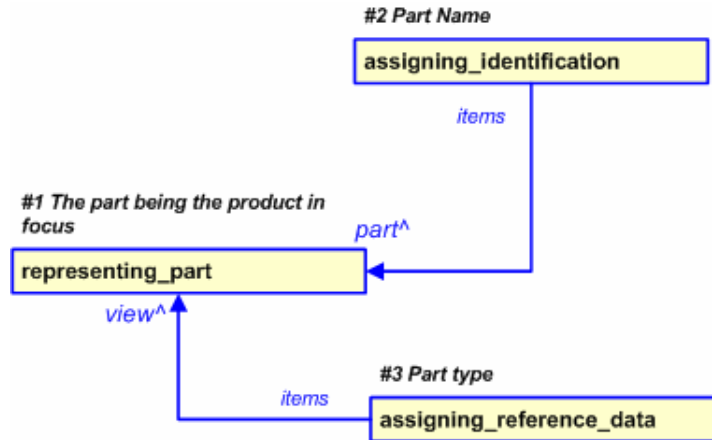 #2 Part Name
assigning_identification
items
#1 The part being the product in
focus
part^
representing_part
view^
#3 Part type
items
assigning_reference_data